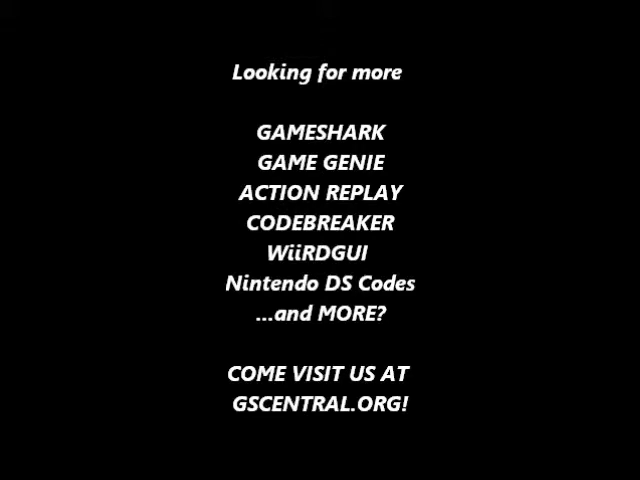 Looking for more
GAMESHARK
GAME GENIE
ACTION REPLAY
CODEBREAKER
WiiRDGUI
Nintendo DS Codes
...and MORE?
COME VISIT US AT
GSCENTRAL.ORG!